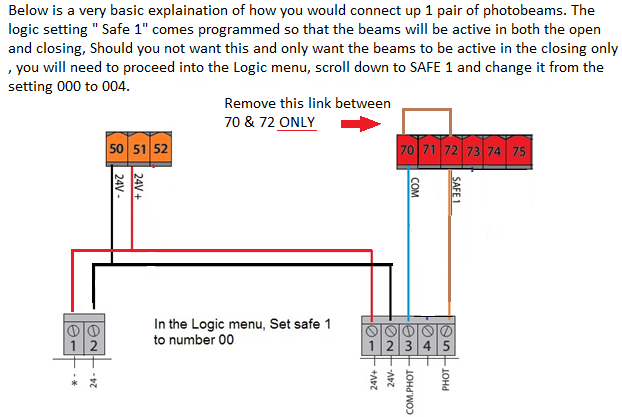 Below is a very basic explaination of how you would connect up 1 pair of photobeams. The
logic setting " Safe 1" comes programmed so that the beams will be active in both the open
and closing, Should you not want this and only want the beams to be active in the closing only
, you will need to proceed into the Logic menu, scroll down to SAFE 1 and change it from the
setting 000 to 004.
Remove this link between
70 & 72 ONLY
50 51 52
70 71 72 73 74 75
24V -
24V +
COM
SAFE1
In the Logic menu, Set safe 1
to number 00
1 2
1 2 3 4 5
* -
24 -
24V+
24V-
COM.PHOT
PHOT